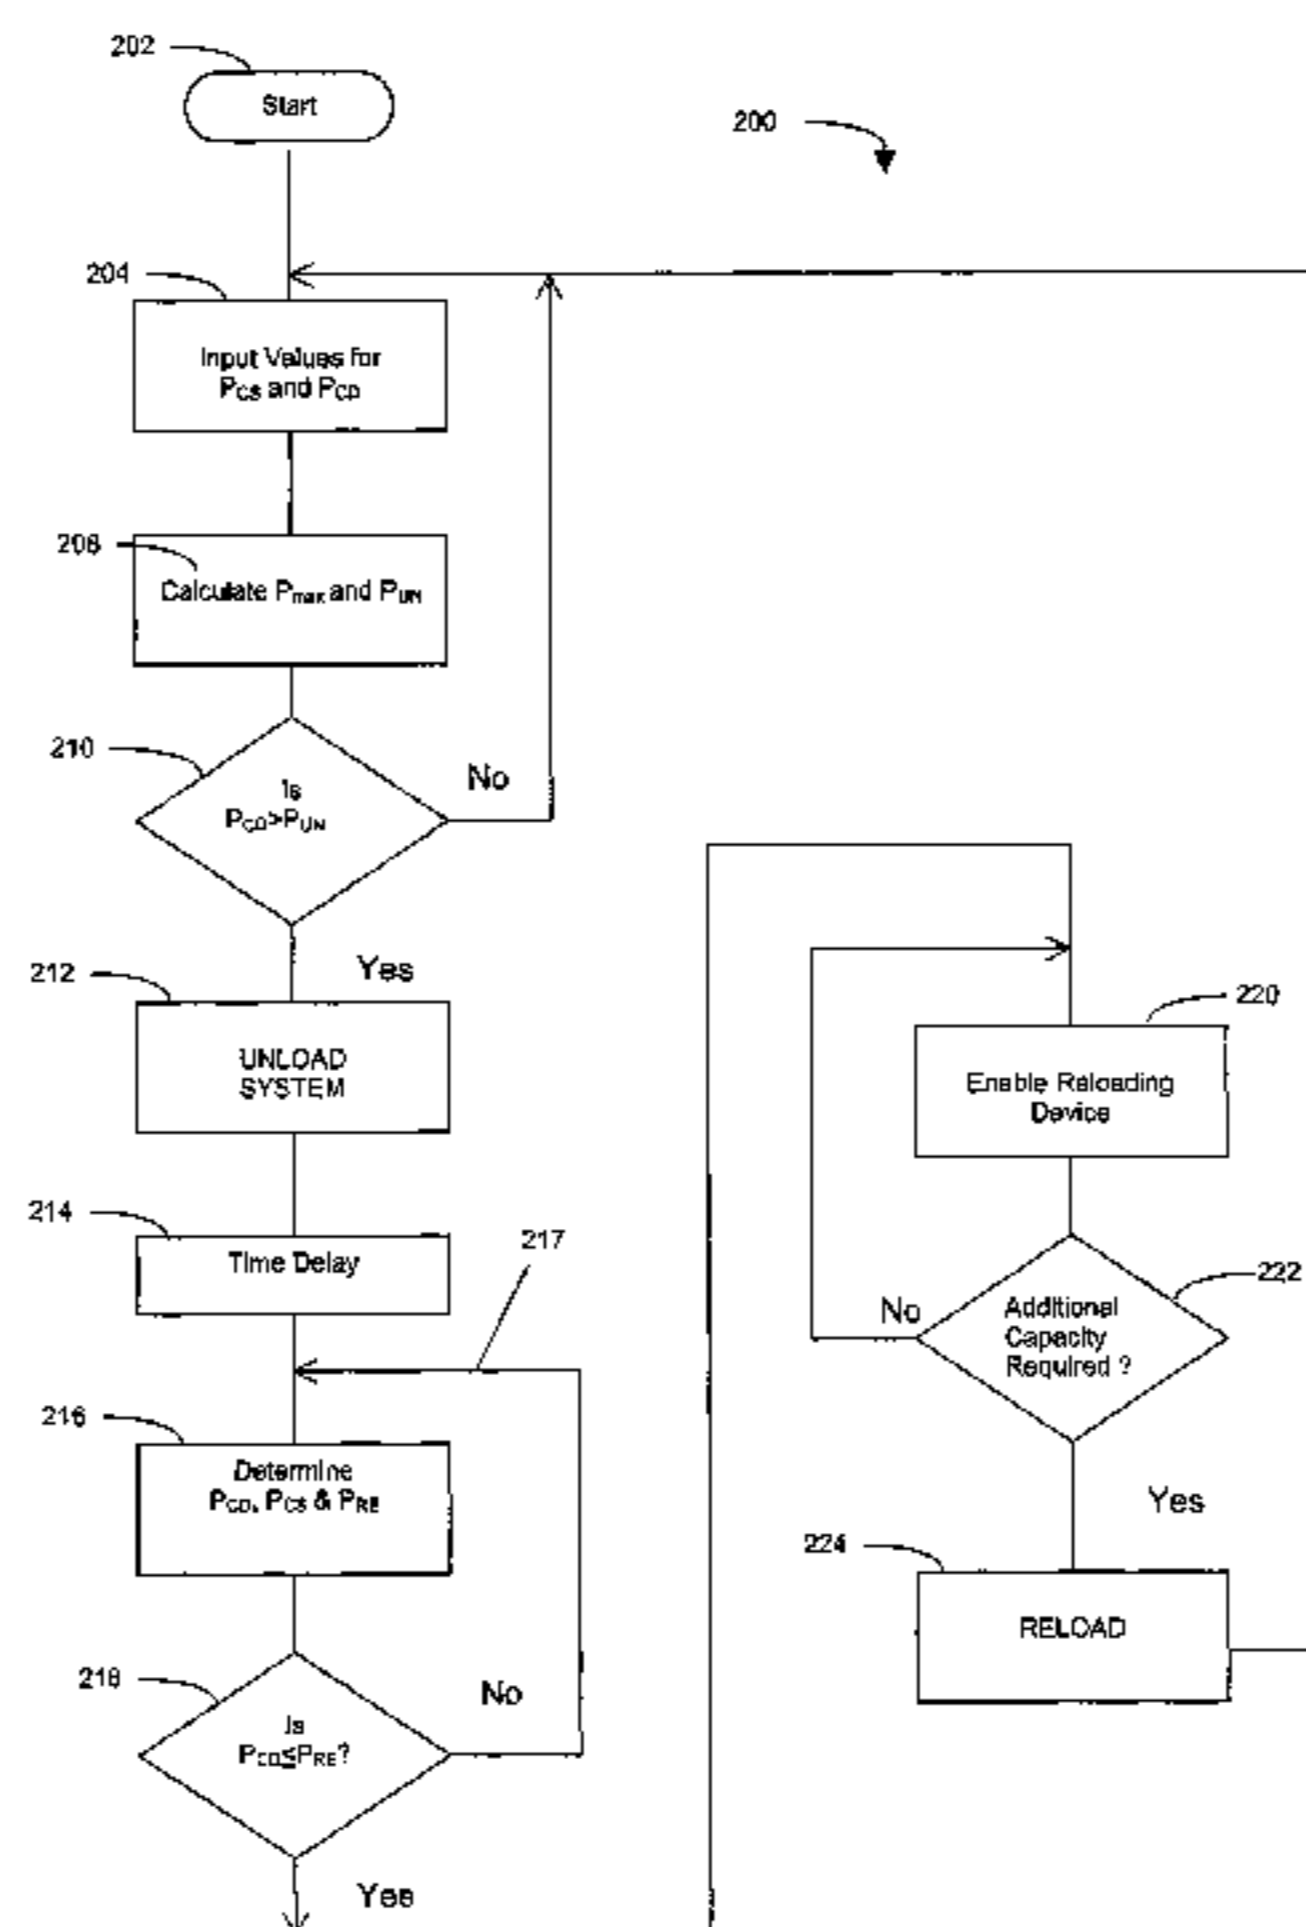 202
Start
200
204
Input Values for
PCS and PCD
208
Calculate Pmax and PUN
210
Is
PCD>PUN
No
Yes
212
UNLOAD
SYSTEM
214
Time Delay
217
216
Determine
PCD, PCS & PRE
218
Is
PCD≤PRE?
No
Yes
220
Enable Reloading
Device
222
Additional
Capacity
Required ?
No
Yes
224
RELOAD